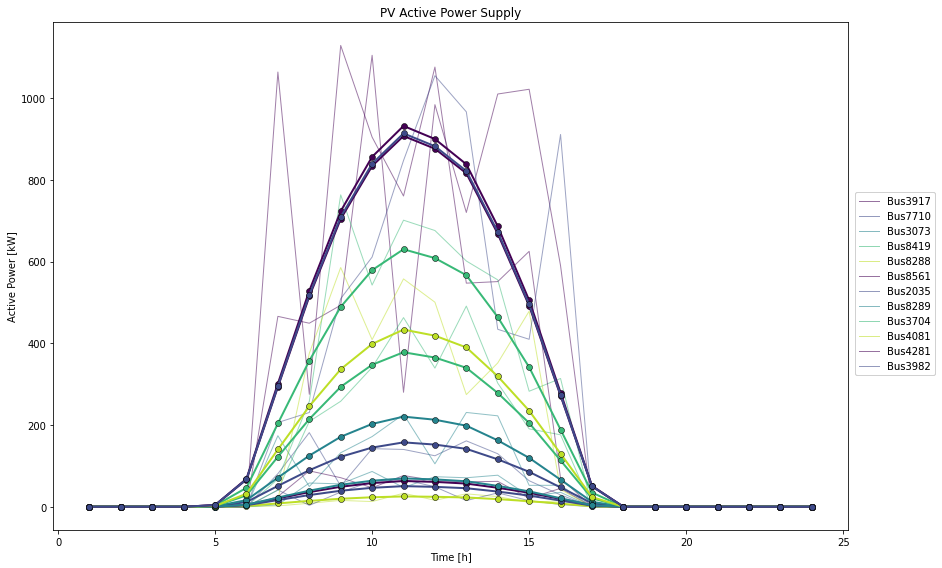 PV Active Power Supply
Active Power [kW]
1000
800
600
400
200
0
0
5
10
15
20
25
Time [h]
Bus3917
Bus7710
Bus3073
Bus8419
Bus8288
Bus8561
Bus2035
Bus8289
Bus3704
Bus4081
Bus4281
Bus3982